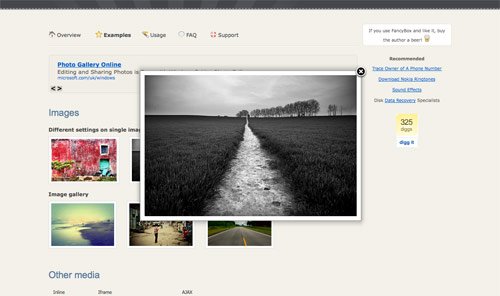 Overview
Examples
Usage
FAQ
Support
If you use FancyBox and like it, buy
the author a beer!
Photo Gallery Online
Editing and Sharing Photos is
microsoft.com/uk/windows
<>
Recommended
Trace Owner of A Phone Number
Download Nokia Ringtones
Sound Effects
Disk Data Recovery Specialists
325
diggs
digg it
Images
Different settings on single imag
Image gallery
Other media
Inline
Iframe
AJAX